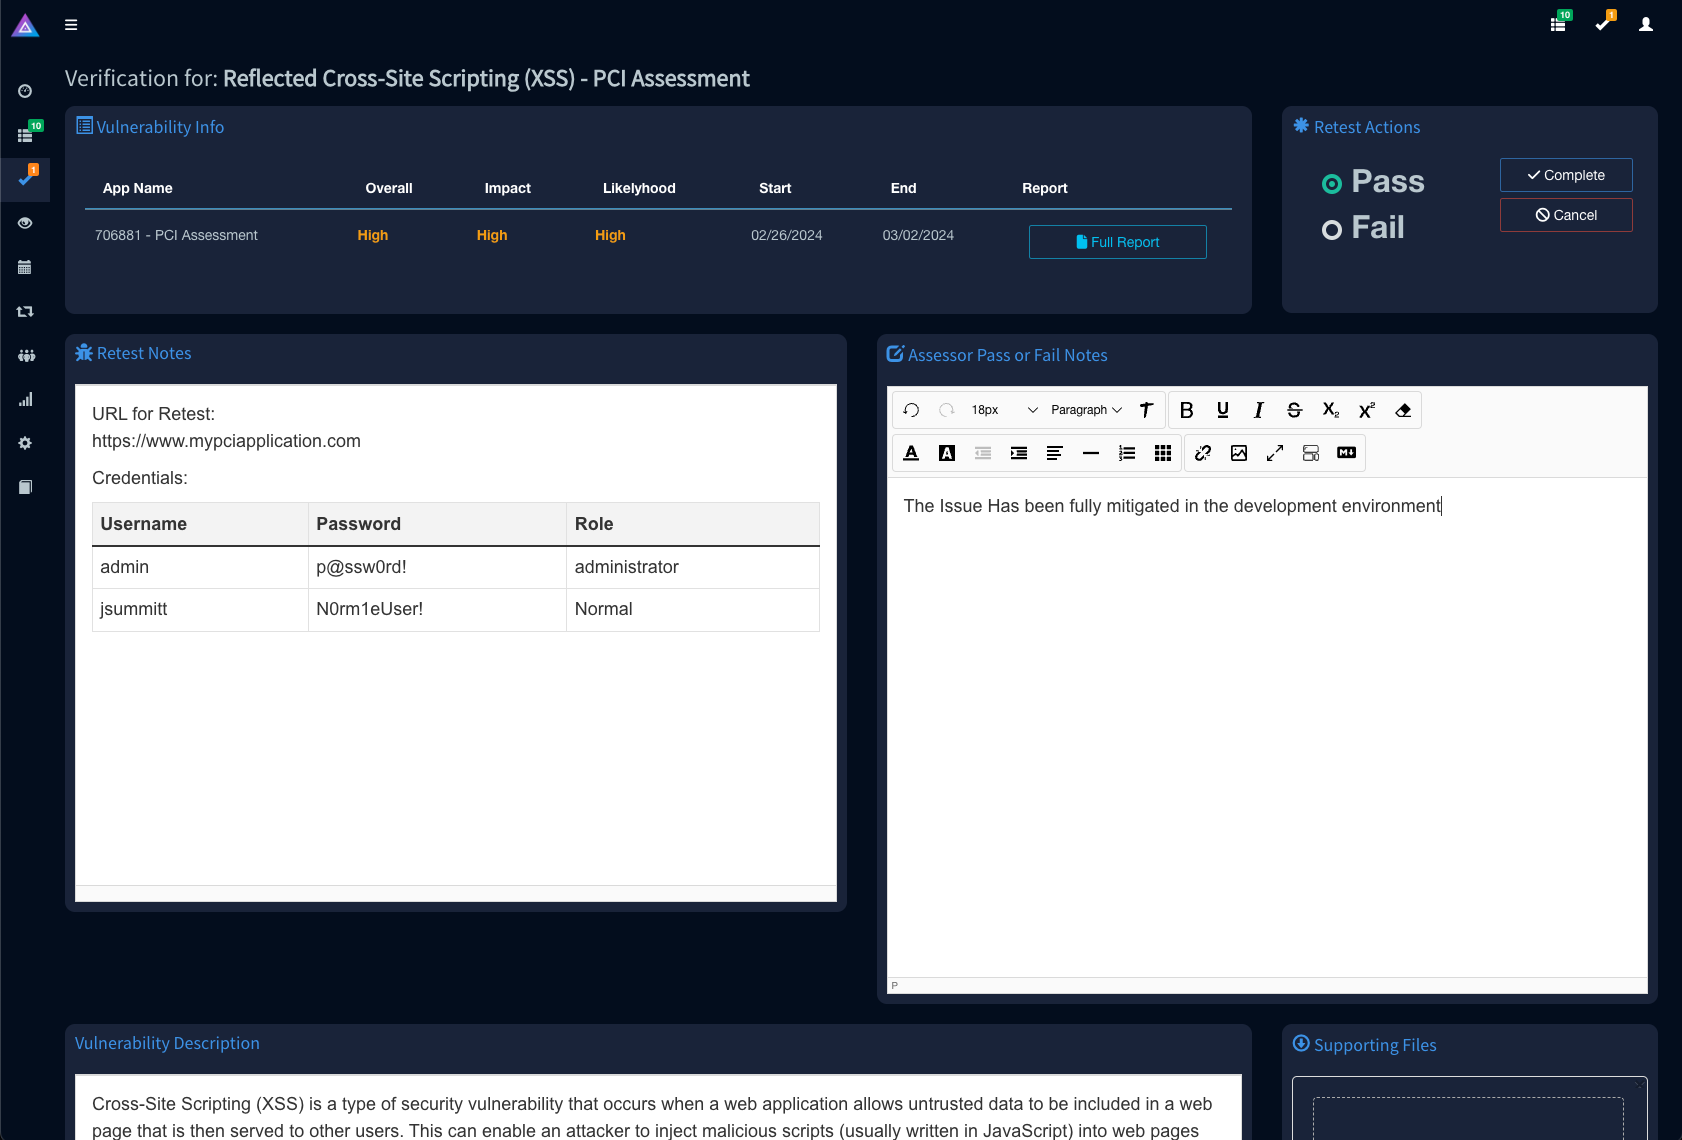 10
1
Verification for: Reflected Cross-Site Scripting (XSS) - PCI Assessment
10
1
Vulnerability Info
App Name Overall Impact Likelyhood Start End Report
706881 - PCI Assessment High High High 02/26/2024 03/02/2024 Full Report
Retest Actions
Pass
Fail
Complete
Cancel
Retest Notes
URL for Retest:
https://www.mypciapplication.com
Credentials:
Username Password Role
admin p@ssw0rd! administrator
jsummitt N0rm1eUser! Normal
Assessor Pass or Fail Notes
18px Paragraph
The Issue Has been fully mitigated in the development environment
P
Vulnerability Description
Cross-Site Scripting (XSS) is a type of security vulnerability that occurs when a web application allows untrusted data to be included in a web
page that is then served to other users. This can enable an attacker to inject malicious scripts (usually written in JavaScript) into web pages
Supporting Files